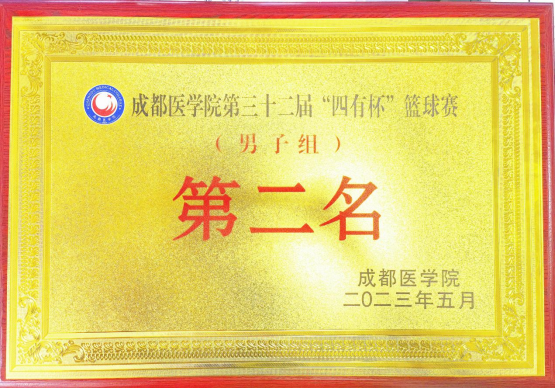 成都医学院第三十二届“四有杯”篮球赛
（男子组）
第二名
成都医学院
二〇二三年五月